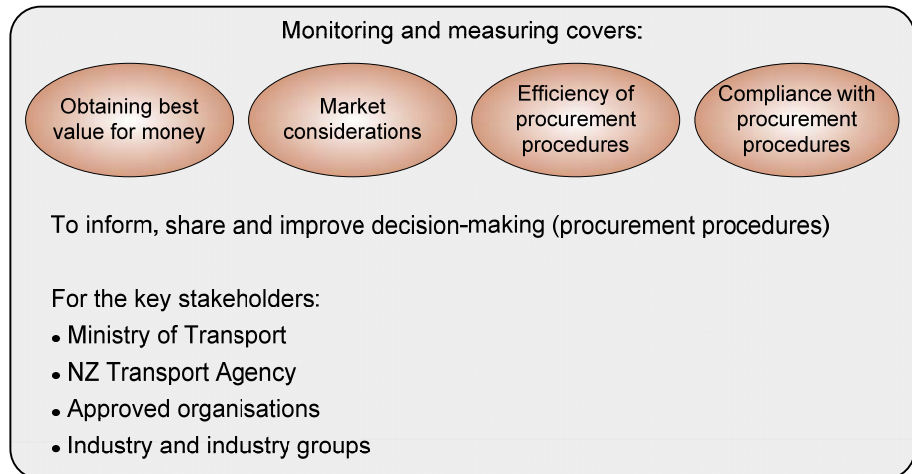 Monitoring and measuring covers:
Obtaining best
value for money
Market
considerations
Efficiency of
procurement
procedures
Compliance with
procurement
procedures
To inform, share and improve decision-making (procurement procedures)
For the key stakeholders:
• Ministry of Transport
• NZ Transport Agency
• Approved organisations
• Industry and industry groups